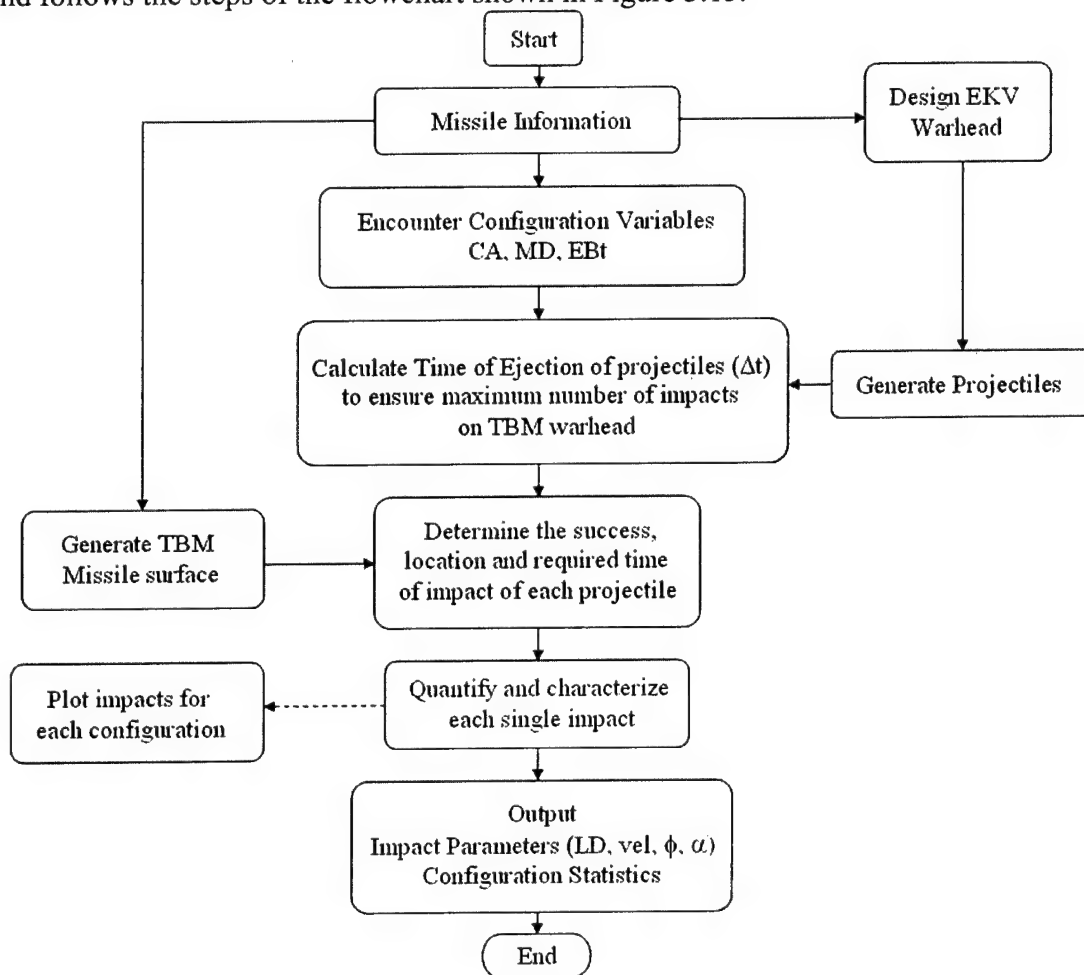 nd follows the steps of the flowchart shown in Figure
Start
Missile Information
Design EKV
Warhead
Encounter Configuration Variables
CA, MD, EBt
Calculate Time of Ejection of projectiles (Δt)
to ensure maximum number of impacts
on TBM warhead
Generate Projectiles
Generate TBM
Missile surface
Determine the success,
location and required time
of impact of each projectile
Plot impacts for
each configuration
Quantify and characterize
each single impact
Output
Impact Parameters (LD, vel, ϕ, α)
Configuration Statistics
End